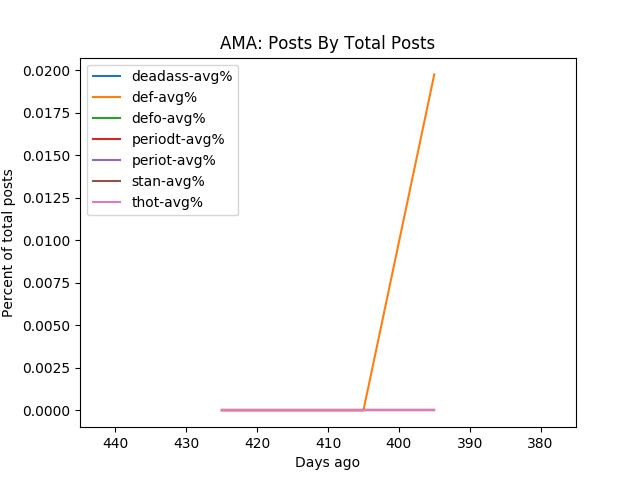 AMA: Posts By Total Posts
deadass-avg%
def-avg%
defo-avg%
periodt-avg%
periot-avg%
stan-avg%
thot-avg%
Percent of total posts
0.0200
0.0175
0.0150
0.0125
0.0100
0.0075
0.0050
0.0025
0.0000
440 430 420 410 400 390 380
Days ago